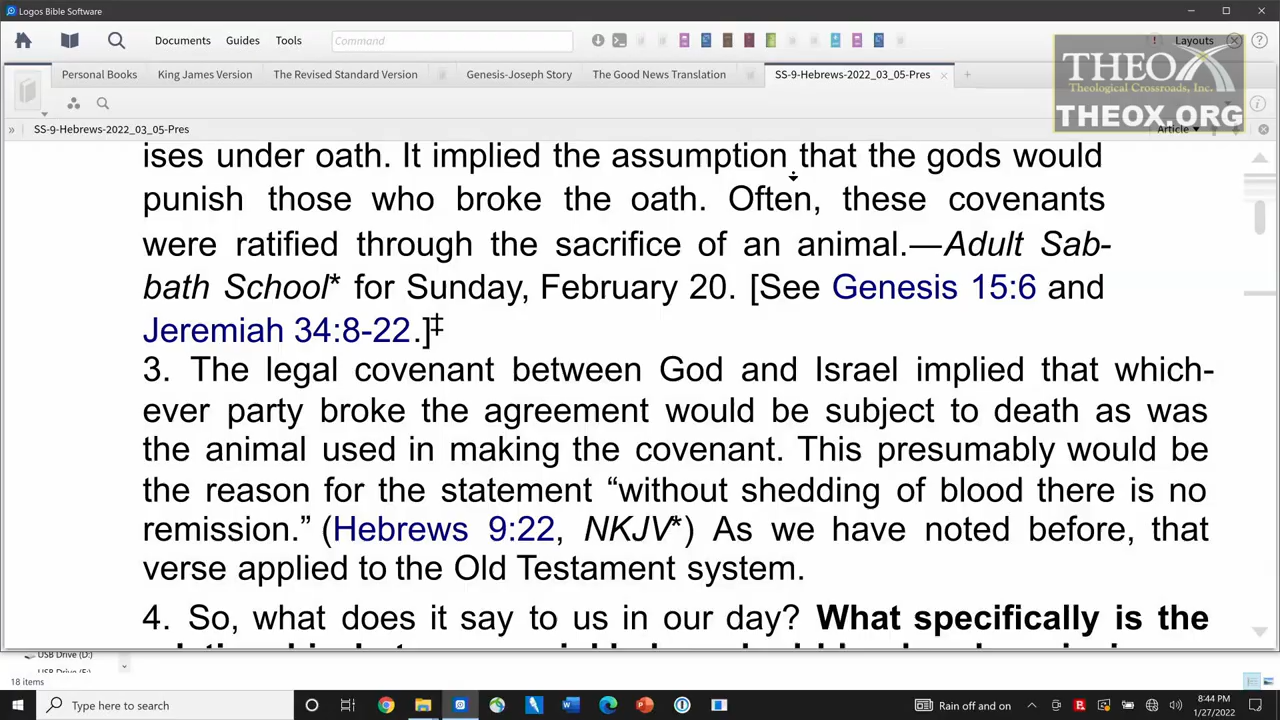 Logos Bible Software
Documents Guides Tools Command Layouts
THEOX
Theological Crossroads, Inc.
THEOX.ORG
Personal Books King James Version The Revised Standard Version Genesis-Joseph Story The Good News Translation SS-9-Hebrews-2022_03_05-Pres
SS-9-Hebrews-2022_03_05-Pres Article
ises under oath. It implied the assumption that the gods would
punish those who broke the oath. Often, these covenants
were ratified through the sacrifice of an animal.—Adult Sab-
bath School* for Sunday, February 20. [See Genesis 15:6 and
Jeremiah 34:8-22.]‡
3. The legal covenant between God and Israel implied that which-
ever party broke the agreement would be subject to death as was
the animal used in making the covenant. This presumably would be
the reason for the statement “without shedding of blood there is no
remission.” (Hebrews 9:22, NKJV*) As we have noted before, that
verse applied to the Old Testament system.
4. So, what does it say to us in our day? What specifically is the
USB Drive (D:)
18 items
Type here to search
Rain off and on
8:44 PM
1/27/2022